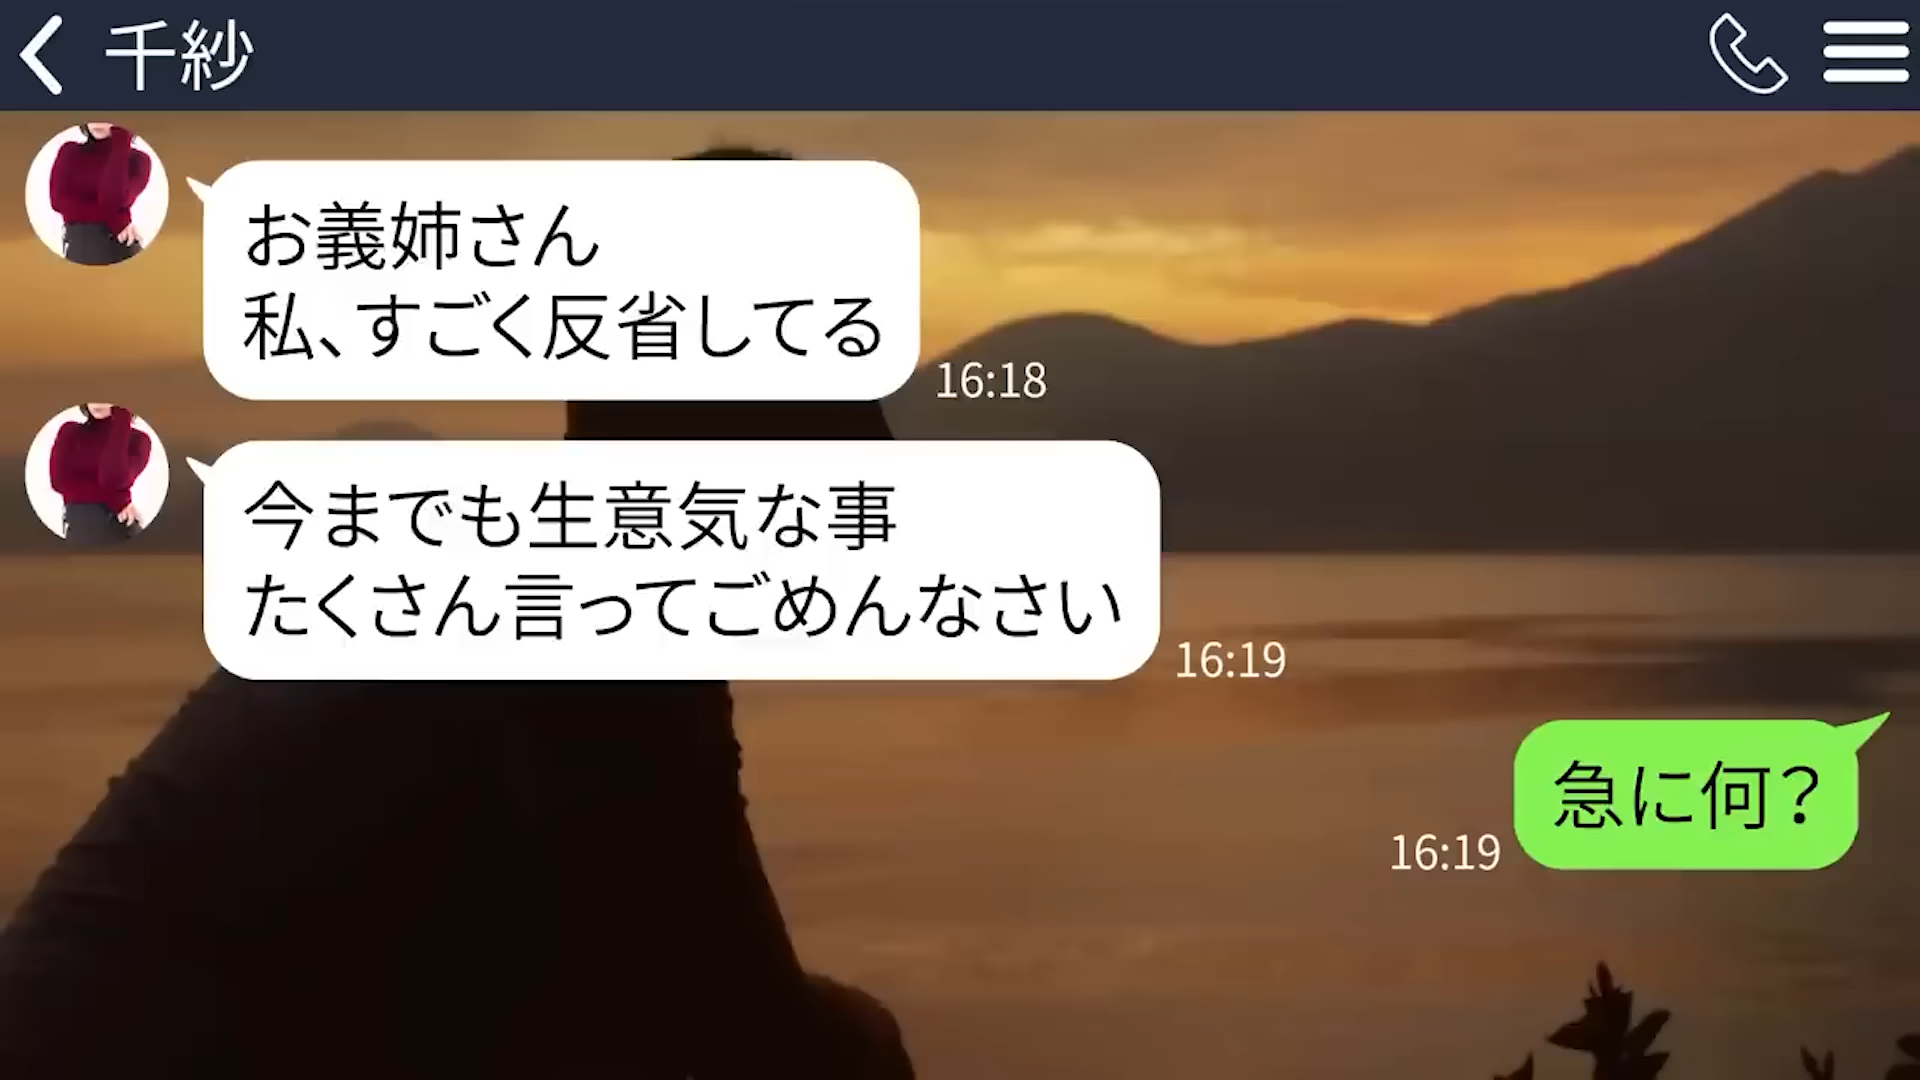 千紗
お義姉さん
私、すごく反省してる
16:18
今までも生意気な事
たくさん言ってごめんなさい
16:19
急に何？
16:19